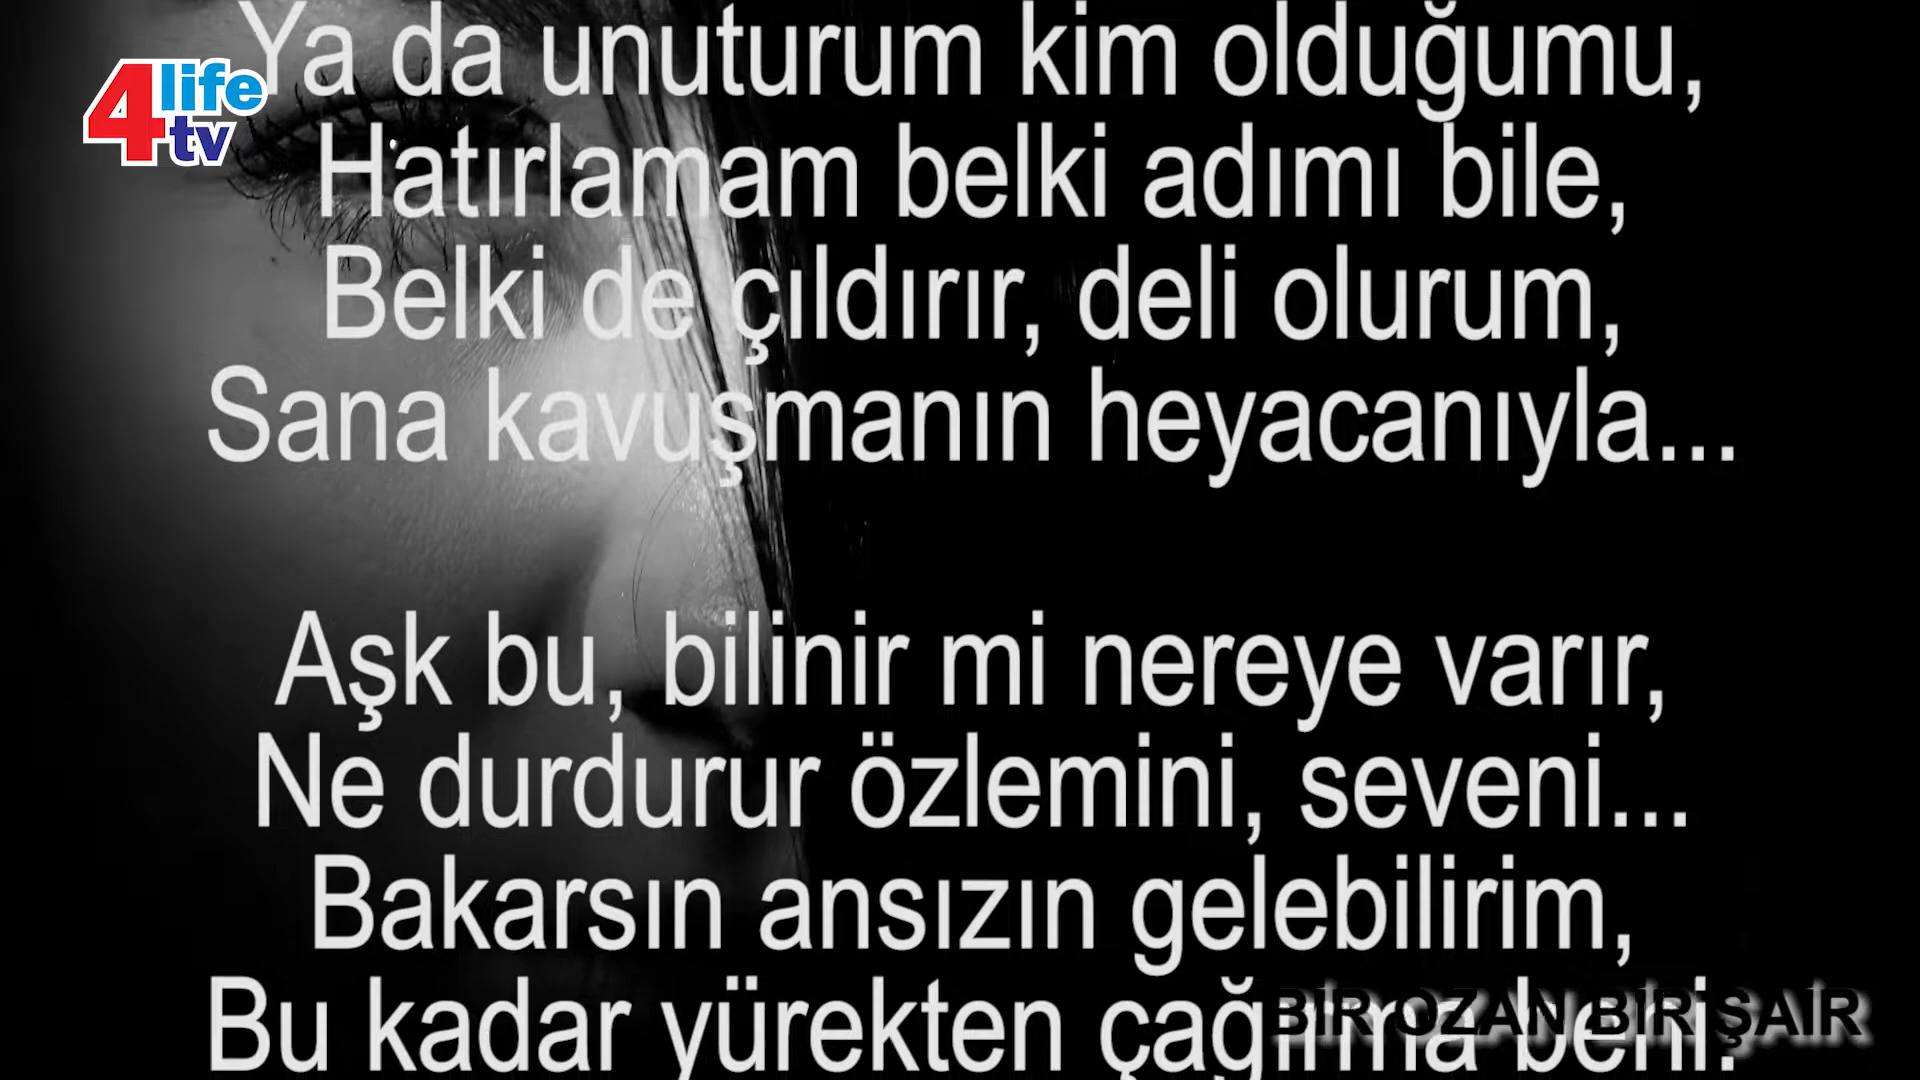 Ya da unuturum kim olduğumu,
4life
tv
Hatırlamam belki adımı bile,
Belki de çıldırır, deli olurum,
Sana kavuşmanın heyacanıyla...
Aşk bu, bilinir mi nereye varır,
Ne durdurur özlemini, seveni...
Bakarsın ansızın gelebilirim,
Bu kadar yürekten çağırma beni.
BİR OZAN BİR ŞAİR